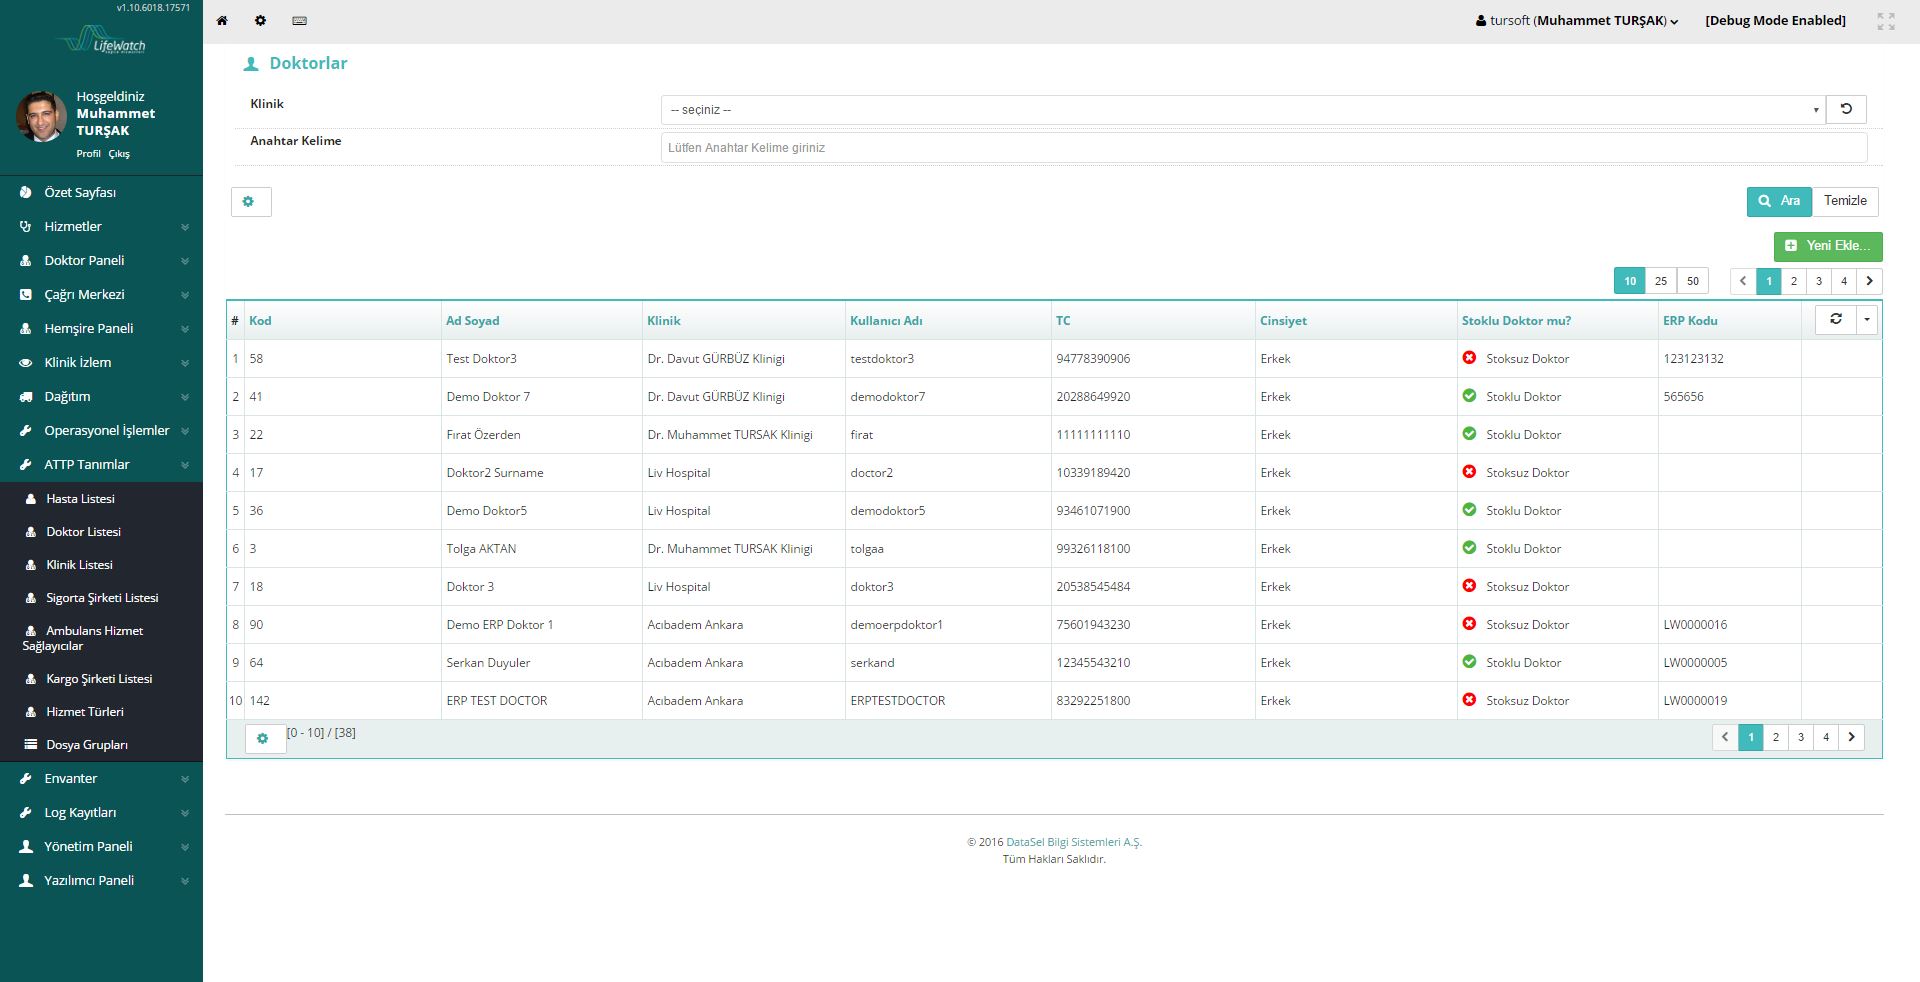 v1.10.6018.17571
LifeWatch
Hoşgeldiniz
Muhammet
TURŞAK
Profil Çıkış
Özet Sayfası
Hizmetler
Doktor Paneli
Çağrı Merkezi
Hemşire Paneli
Klinik İzlem
Dağıtım
Operasyonel İşlemler
ATTP Tanımlar
Hasta Listesi
Doktor Listesi
Klinik Listesi
Sigorta Şirketi Listesi
Ambulans Hizmet
Sağlayıcılar
Kargo Şirketi Listesi
Hizmet Türleri
Dosya Grupları
Envanter
Log Kayıtları
Yönetim Paneli
Yazılımcı Paneli
tursoft (Muhammet TURŞAK) [Debug Mode Enabled]
Doktorlar
Klinik -- seçiniz --
Anahtar Kelime Lütfen Anahtar Kelime giriniz
Ara Temizle
Yeni Ekle...
10 25 50 1 2 3 4
# Kod Ad Soyad Klinik Kullanıcı Adı TC Cinsiyet Stoklu Doktor mu? ERP Kodu
1 58 Test Doktor3 Dr. Davut GÜRBÜZ Klinigi testdoktor3 94778390906 Erkek Stoksuz Doktor 123123132
2 41 Demo Doktor 7 Dr. Davut GÜRBÜZ Klinigi demodoktor7 20288649920 Erkek Stoklu Doktor 565656
3 22 Fırat Özerden Dr. Muhammet TURSAK Klinigi firat 11111111110 Erkek Stoklu Doktor
4 17 Doktor2 Surname Liv Hospital doctor2 10339189420 Erkek Stoksuz Doktor
5 36 Demo Doktor5 Liv Hospital demodoktor5 93461071900 Erkek Stoklu Doktor
6 3 Tolga AKTAN Dr. Muhammet TURSAK Klinigi tolgaa 99326118100 Erkek Stoklu Doktor
7 18 Doktor 3 Liv Hospital doktor3 20538545484 Erkek Stoksuz Doktor
8 90 Demo ERP Doktor 1 Acıbadem Ankara demoerpdoktor1 75601943230 Erkek Stoksuz Doktor LW0000016
9 64 Serkan Duyuler Acıbadem Ankara serkand 12345543210 Erkek Stoklu Doktor LW0000005
10 142 ERP TEST DOCTOR Acıbadem Ankara ERPTESTDOCTOR 83292251800 Erkek Stoksuz Doktor LW0000019
[0 - 10] / [38] 1 2 3 4
© 2016 DataSel Bilgi Sistemleri A.Ş.
Tüm Hakları Saklıdır.